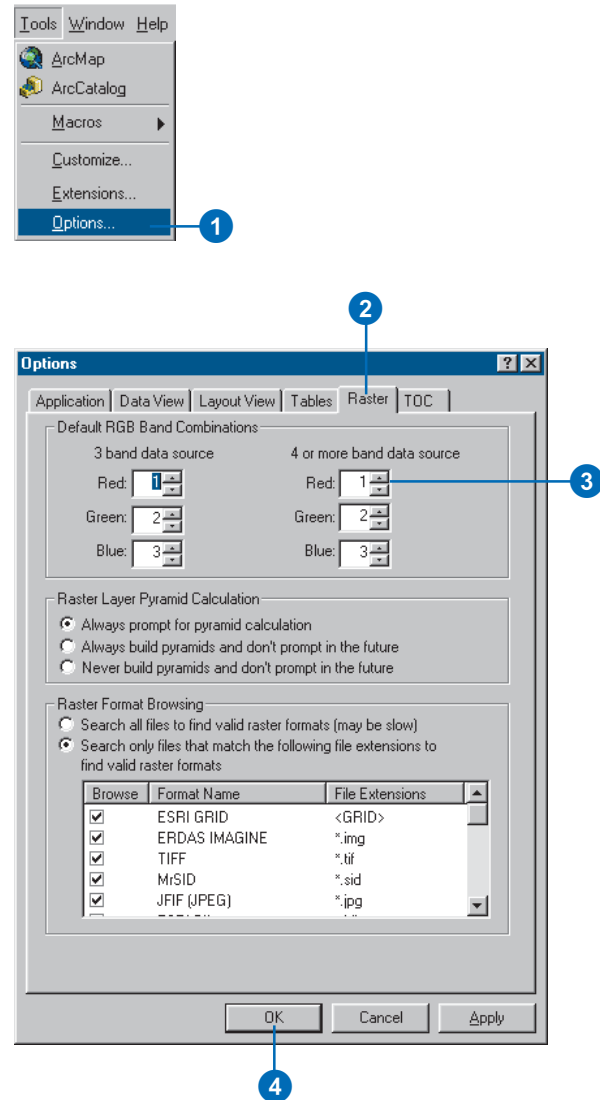 Tools Window Help
ArcMap
ArcCatalog
Macros
Customize...
Extensions...
Options...
1
2
Options
Application Data View Layout View Tables Raster TOC
Default RGB Band Combinations
3 band data source 4 or more band data source
Red: 1 Red: 1
3
Green: 2 Green: 2
Blue: 3 Blue: 3
Raster Layer Pyramid Calculation
Always prompt for pyramid calculation
Always build pyramids and don't prompt in the future
Never build pyramids and don't prompt in the future
Raster Format Browsing
Search all files to find valid raster formats (may be slow)
Search only files that match the following file extensions to
find valid raster formats
Browse Format Name File Extensions
ESRI GRID <GRID>
ERDAS IMAGINE *.img
TIFF *.tif
MrSID *.sid
JFIF (JPEG) *.jpg
OK Cancel Apply
4